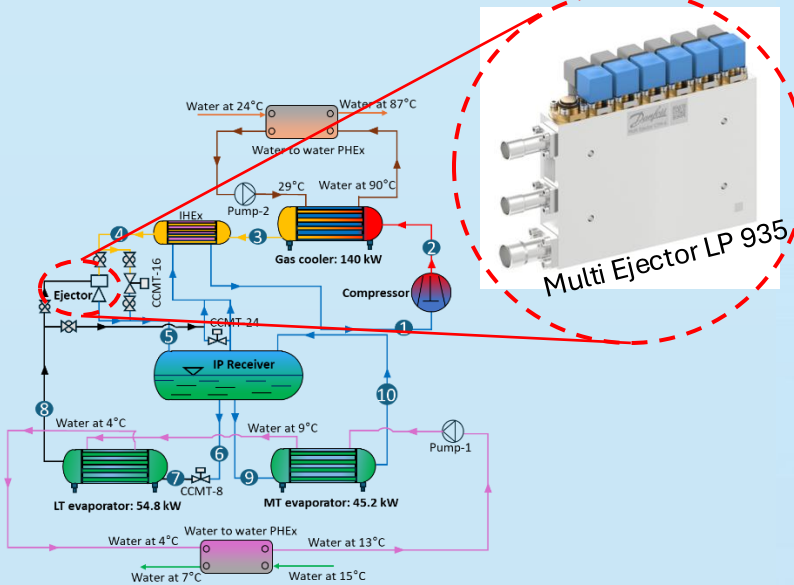 Water at 24°C
Water at 87°C
Water to water PHEx
29°C
Water at 90°C
Pump-2
IHEx
4
3
2
Gas cooler: 140 kW
CCMT-16
Ejector
Compressor
Multi Ejector LP 935
Danfoss
CCMT-24
1
5
IP Receiver
10
8
Water at 4°C
Water at 9°C
6
Pump-1
7
9
CCMT-8
LT evaporator: 54.8 kW
MT evaporator: 45.2 kW
Water to water PHEx
Water at 4°C
Water at 13°C
Water at 7°C
Water at 15°C